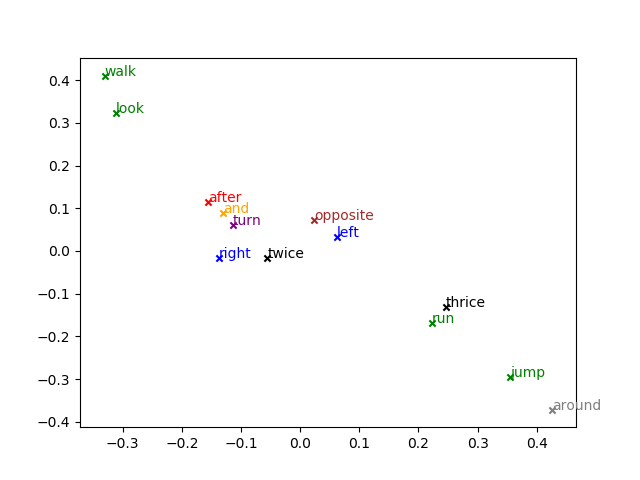 walk
look
after
and
turn
opposite
left
right
twice
thrice
run
jump
around
0.4
0.3
0.2
0.1
0.0
−0.1
−0.2
−0.3
−0.4
−0.3 −0.2 −0.1 0.0 0.1 0.2 0.3 0.4